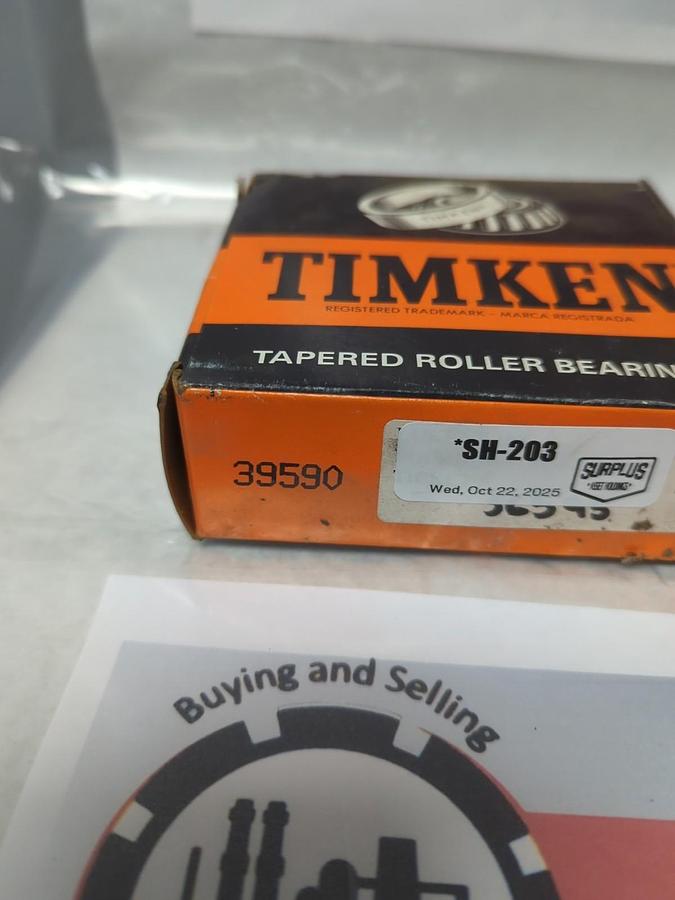 TIMKEN
REGISTERED TRADEMARK - MARCA REGISTRADA
TAPERED ROLLER BEARIN
39590
*SH-203
SURPLUS
Wed, Oct 22, 2025
Buying and Selling